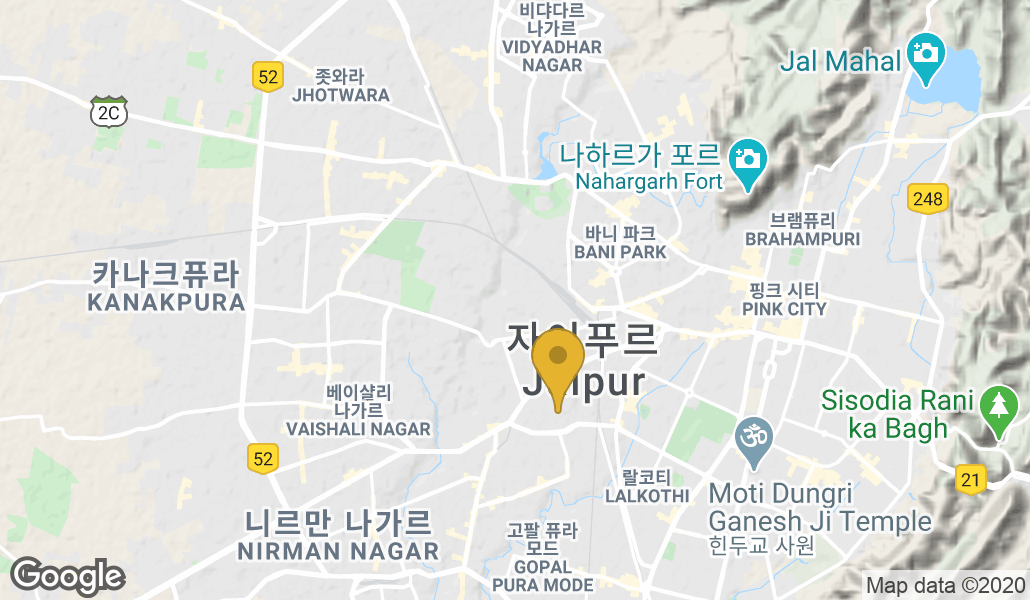 비댜다르
나가르
VIDYADHAR
NAGAR
Jal Mahal
52
좃와라
JHOTWARA
2C
나하르가 포르
Nahargarh Fort
248
브램퓨리
BRAHAMPURI
바니 파크
BANI PARK
카나크퓨라
KANAKPURA
핑크 시티
PINK CITY
베이샬리
나가르
VAISHALI NAGAR
Sisodia Rani
ka Bagh
52
21
랄코티
LALKOTHI
Moti Dungri
Ganesh Ji Temple
힌두교 사원
니르만 나가르
NIRMAN NAGAR
고팔 퓨라
모드
GOPAL
PURA MODE
Google
Map data ©2020